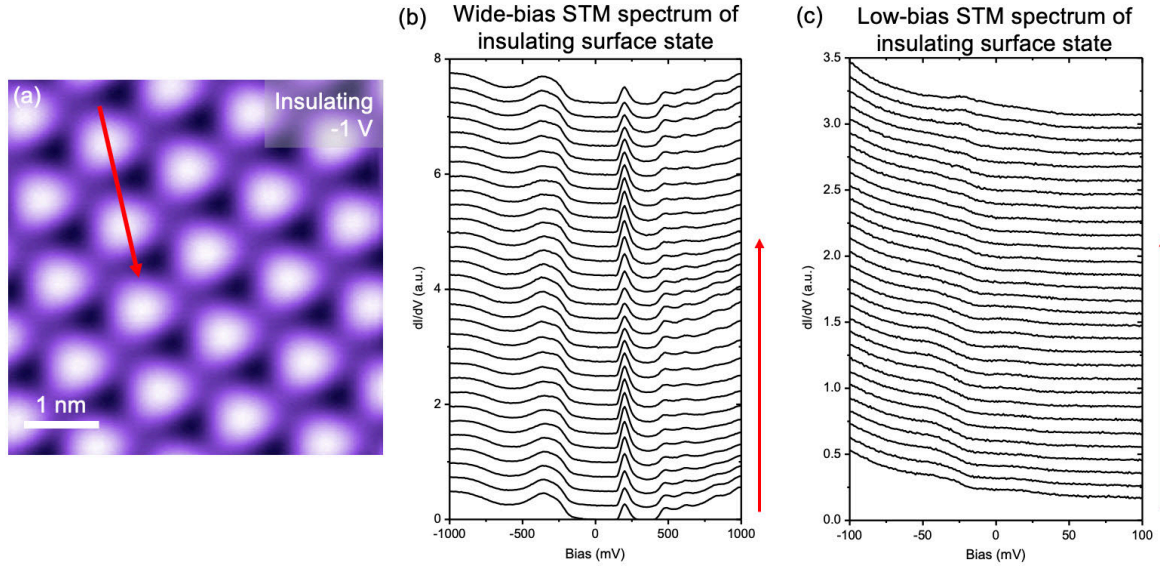 (a)
Insulating
-1 V
1 nm
(b)
Wide-bias STM spectrum of
insulating surface state
8
6
4
2
0
dI/dV (a.u.)
-1000
-500
0
500
1000
Bias (mV)
(c)
Low-bias STM spectrum of
insulating surface state
3.5
3.0
2.5
2.0
1.5
1.0
0.5
0.0
dI/dV (a.u.)
-100
-50
0
50
100
Bias (mV)